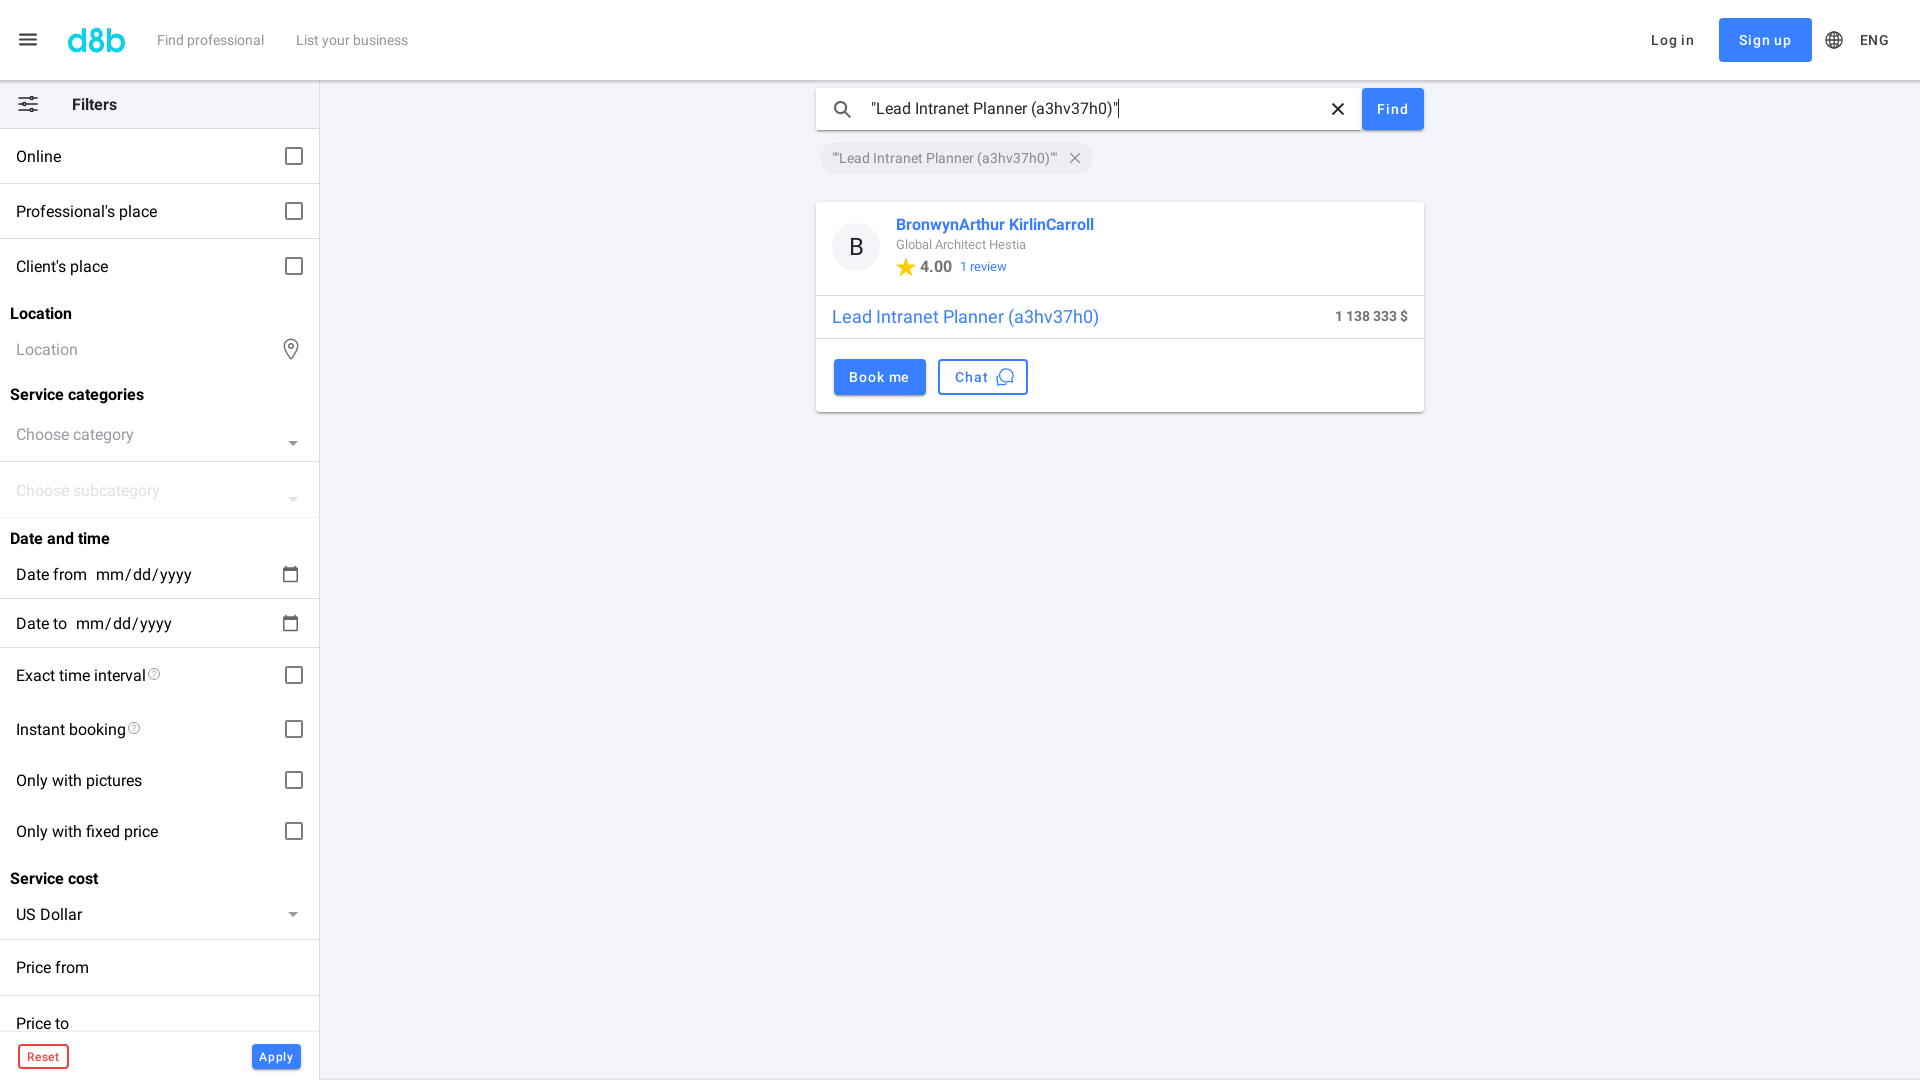 d8b
Find professional
List your business
Log in
Sign up
ENG
Filters
Online
Professional's place
Client's place
Location
Location
Service categories
Choose category
Choose subcategory
Date and time
Date from mm/dd/yyyy
Date to mm/dd/yyyy
Exact time interval
Instant booking
Only with pictures
Only with fixed price
Service cost
US Dollar
Price from
Price to
Reset
Apply
"Lead Intranet Planner (a3hv37h0)"
Find
""Lead Intranet Planner (a3hv37h0)""
B
BronwynArthur KirlinCarroll
Global Architect Hestia
4.00 1 review
Lead Intranet Planner (a3hv37h0)
1 138 333 $
Book me
Chat